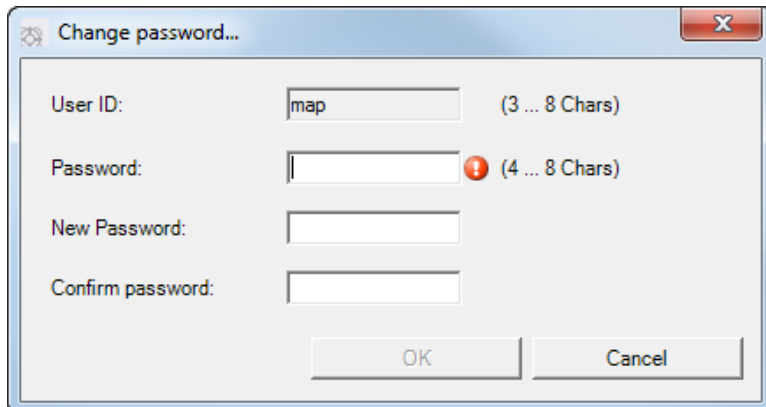 Change password...
User ID: map (3 ... 8 Chars)
Password: (4 ... 8 Chars)
New Password:
Confirm password:
OK Cancel